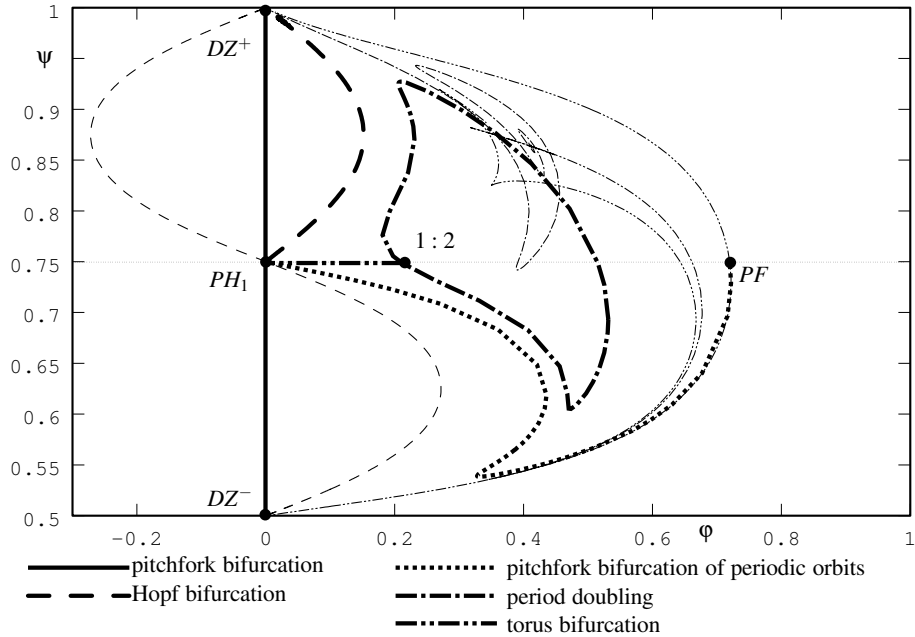 1
ψ
DZ⁺
0.9
0.85
0.8
1 : 2
0.75
PH₁
PF
0.7
0.65
0.6
0.55
DZ⁻
0.5
-0.2 0 0.2 0.4 0.6 φ 0.8 1
pitchfork bifurcation
Hopf bifurcation
pitchfork bifurcation of periodic orbits
period doubling
torus bifurcation